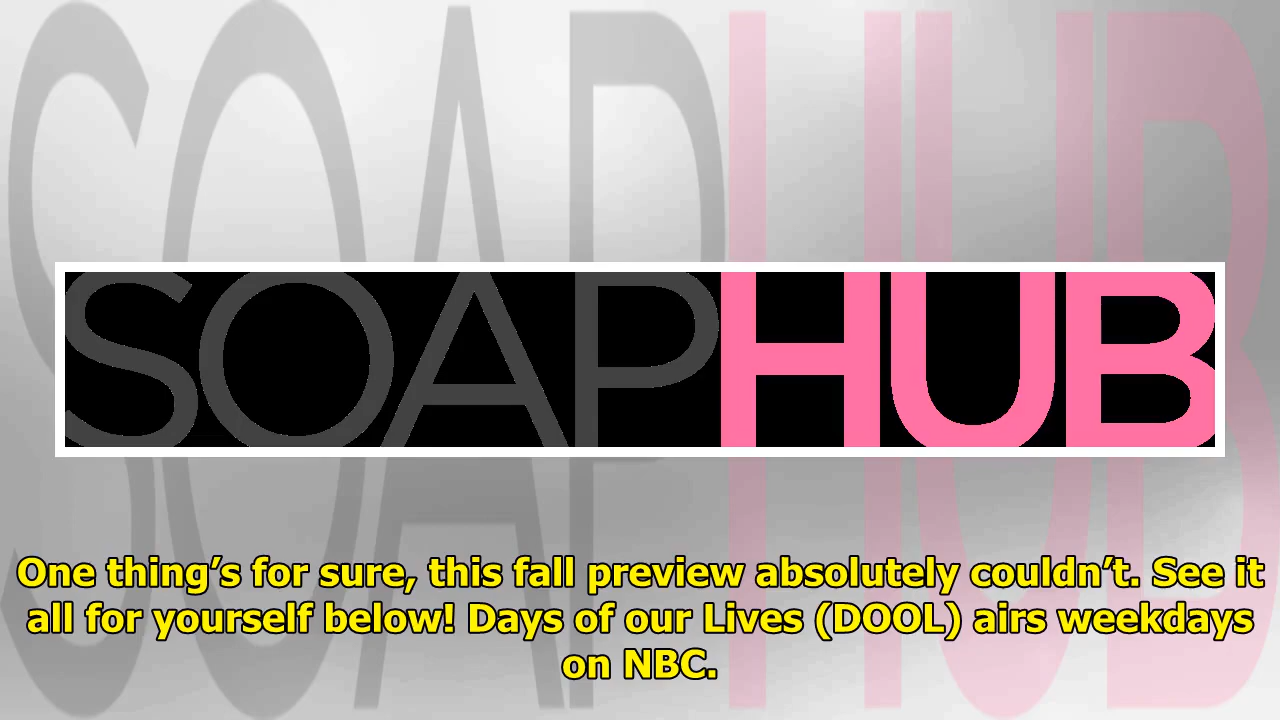 SOAPHUB
SOAPHUB
One thing’s for sure, this fall preview absolutely couldn’t. See it
all for yourself below! Days of our Lives (DOOL) airs weekdays
on NBC.